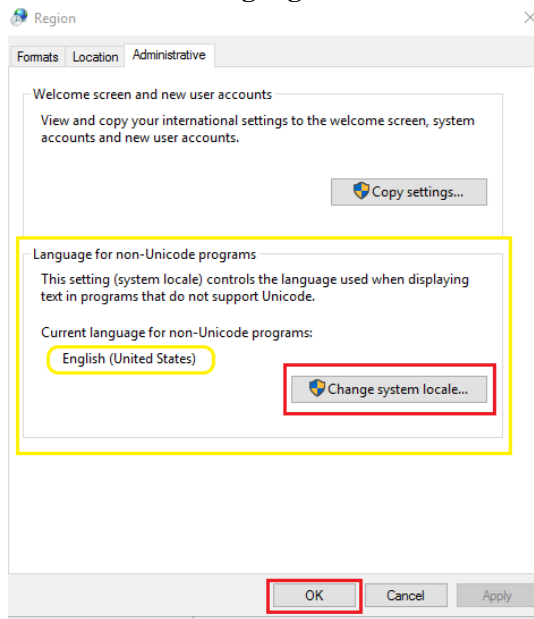 Region
Formats Location Administrative
Welcome screen and new user accounts
View and copy your international settings to the welcome screen, system
accounts and new user accounts.
Copy settings...
Language for non-Unicode programs
This setting (system locale) controls the language used when displaying
text in programs that do not support Unicode.
Current language for non-Unicode programs:
English (United States)
Change system locale...
OK Cancel Apply